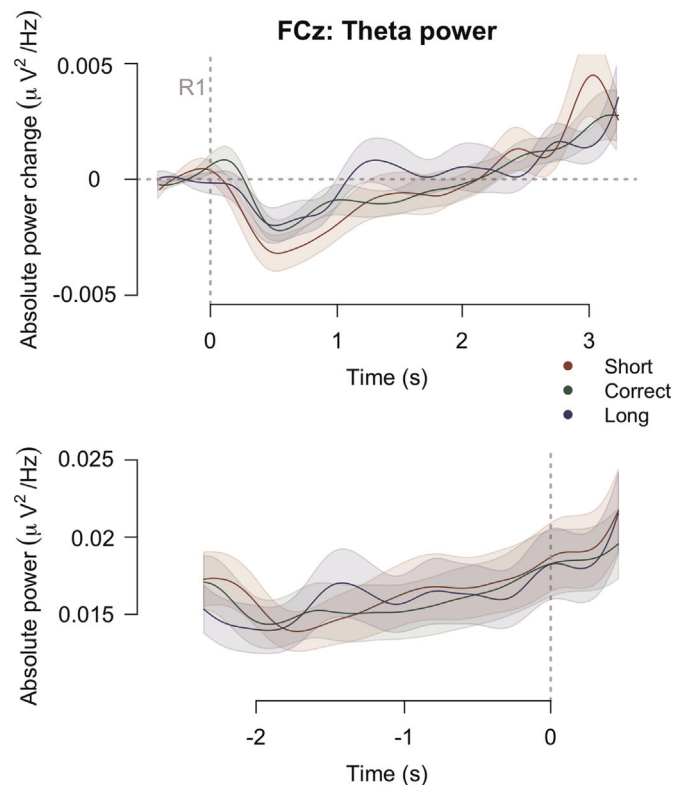 FCz: Theta power
Absolute power change (μ V²/Hz)
0.005
0
-0.005
R1
0 1 2 3
Time (s)
Short
Correct
Long
Absolute power (μ V²/Hz)
0.025
0.02
0.015
-2 -1 0
Time (s)